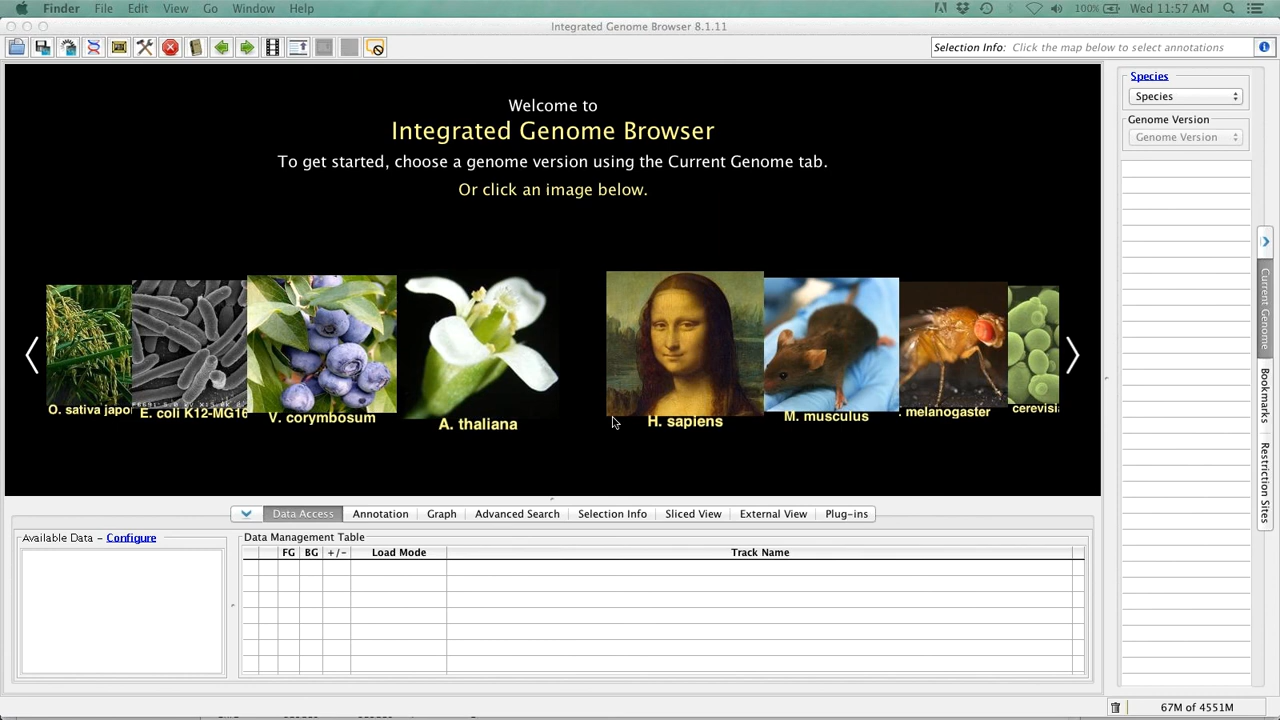 Finder File Edit View Go Window Help 100% Wed 11:57 AM
Integrated Genome Browser 8.1.11
Selection Info: Click the map below to select annotations
Welcome to
Integrated Genome Browser
To get started, choose a genome version using the Current Genome tab.
Or click an image below.
O. sativa japo
E. coli K12-MG16
V. corymbosum
A. thaliana
H. sapiens
M. musculus
. melanogaster
cerevisi
Species
Species
Genome Version
Genome Version
Current Genome
Bookmarks
Restriction Sites
Data Access Annotation Graph Advanced Search Selection Info Sliced View External View Plug-ins
Available Data - Configure
Data Management Table
FG BG +/- Load Mode Track Name
67M of 4551M